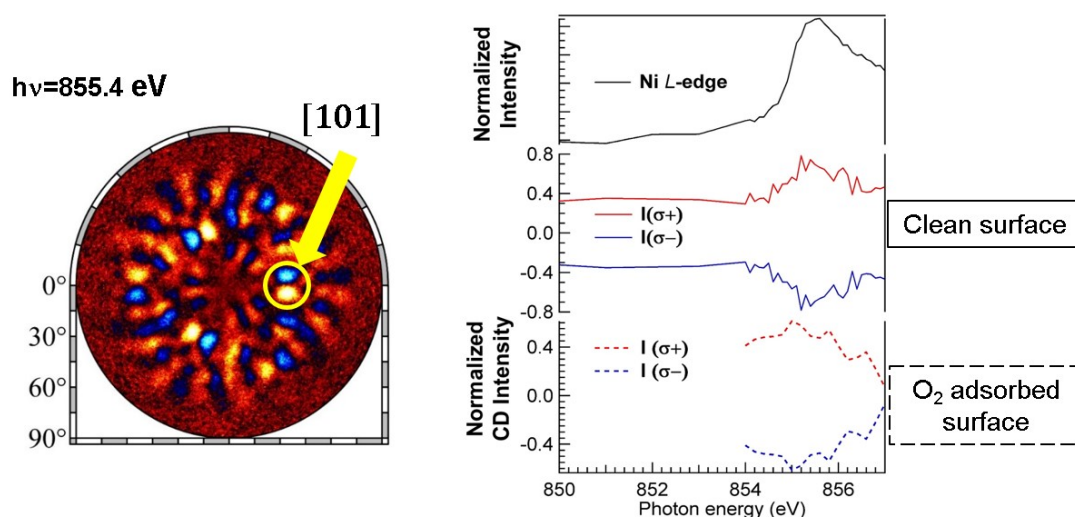 hν=855.4 eV
[101]
0°
30°
60°
90°
Normalized
Intensity
Ni L-edge
0.8
0.4
0.0
-0.4
-0.8
I(σ+)
I(σ−)
Clean surface
Normalized
CD Intensity
0.4
0.0
-0.4
I (σ+)
I (σ−)
O₂ adsorbed
surface
850
852
854
856
Photon energy (eV)